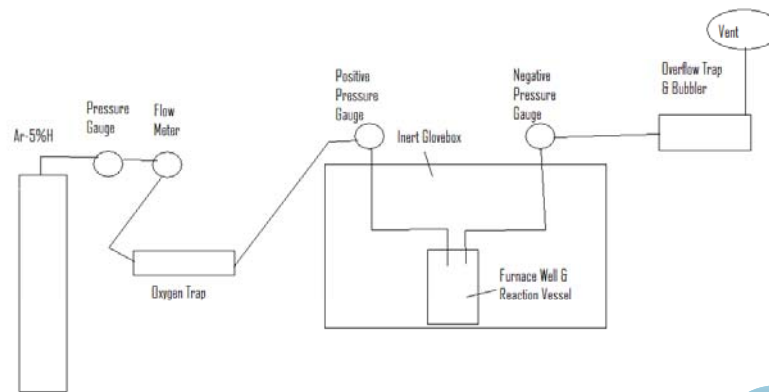 Vent
Overflow Trap
& Bubbler
Positive
Pressure
Gauge
Negative
Pressure
Gauge
Pressure
Gauge
Flow
Meter
Inert Glovebox
Ar-5%H
Furnace Well &
Reaction Vessel
Oxygen Trap